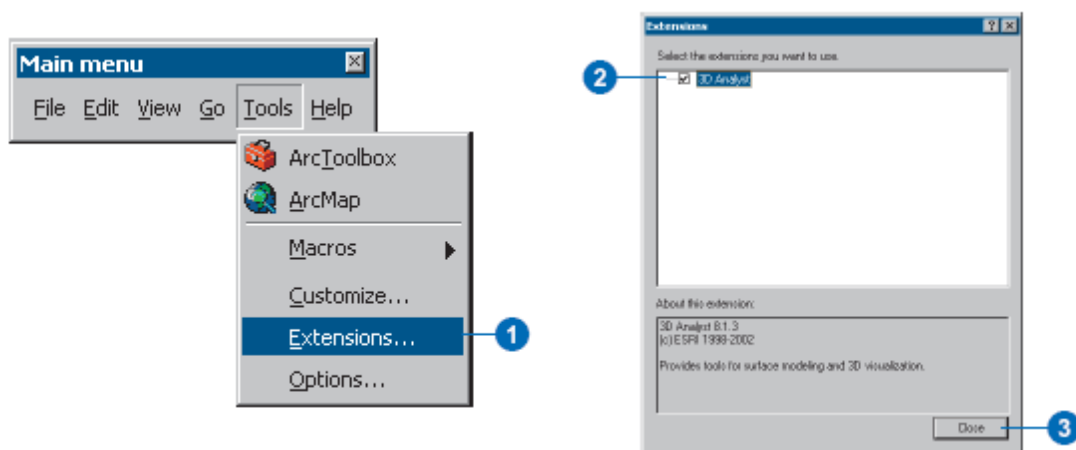 Main menu
File Edit View Go Tools Help
ArcToolbox
ArcMap
Macros
Customize...
Extensions...
Options...
1
Extensions
Select the extensions you want to use.
2
3D Analyst
About this extension:
3D Analyst 8.1.3
(c) ESRI 1998-2002
Provides tools for surface modeling and 3D visualization.
Close
3